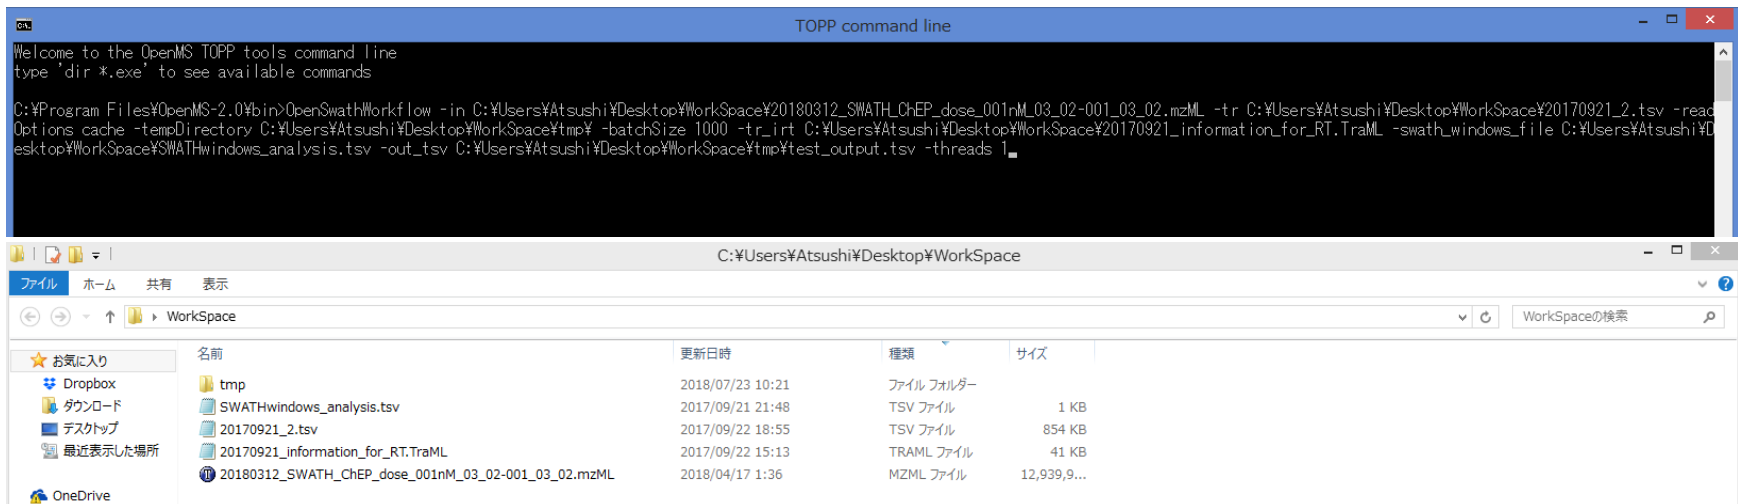 TOPP command line
Welcome to the OpenMS TOPP tools command line
type 'dir *.exe' to see available commands
C:¥Program Files¥OpenMS-2.0¥bin>OpenSwathWorkflow -in C:¥Users¥Atsushi¥Desktop¥WorkSpace¥20180312_SWATH_ChEP_dose_001nM_03_02-001_03_02.mzML -tr C:¥Users¥Atsushi¥Desktop¥WorkSpace¥20170921_2.tsv -read
Options cache -tempDirectory C:¥Users¥Atsushi¥Desktop¥WorkSpace¥tmp¥ -batchSize 1000 -tr_irt C:¥Users¥Atsushi¥Desktop¥WorkSpace¥20170921_information_for_RT.TraML -swath_windows_file C:¥Users¥Atsushi¥D
esktop¥WorkSpace¥SWATHwindows_analysis.tsv -out_tsv C:¥Users¥Atsushi¥Desktop¥WorkSpace¥tmp¥test_output.tsv -threads 1
C:¥Users¥Atsushi¥Desktop¥WorkSpace
ファイル ホーム 共有 表示
WorkSpace WorkSpaceの検索
お気に入り 名前 更新日時 種類 サイズ
Dropbox tmp 2018/07/23 10:21 ファイル フォルダー
ダウンロード SWATHwindows_analysis.tsv 2017/09/21 21:48 TSV ファイル 1 KB
デスクトップ 20170921_2.tsv 2017/09/22 18:55 TSV ファイル 854 KB
最近表示した場所 20170921_information_for_RT.TraML 2017/09/22 15:13 TRAML ファイル 41 KB
20180312_SWATH_ChEP_dose_001nM_03_02-001_03_02.mzML 2018/04/17 1:36 MZML ファイル 12,939,9...
OneDrive